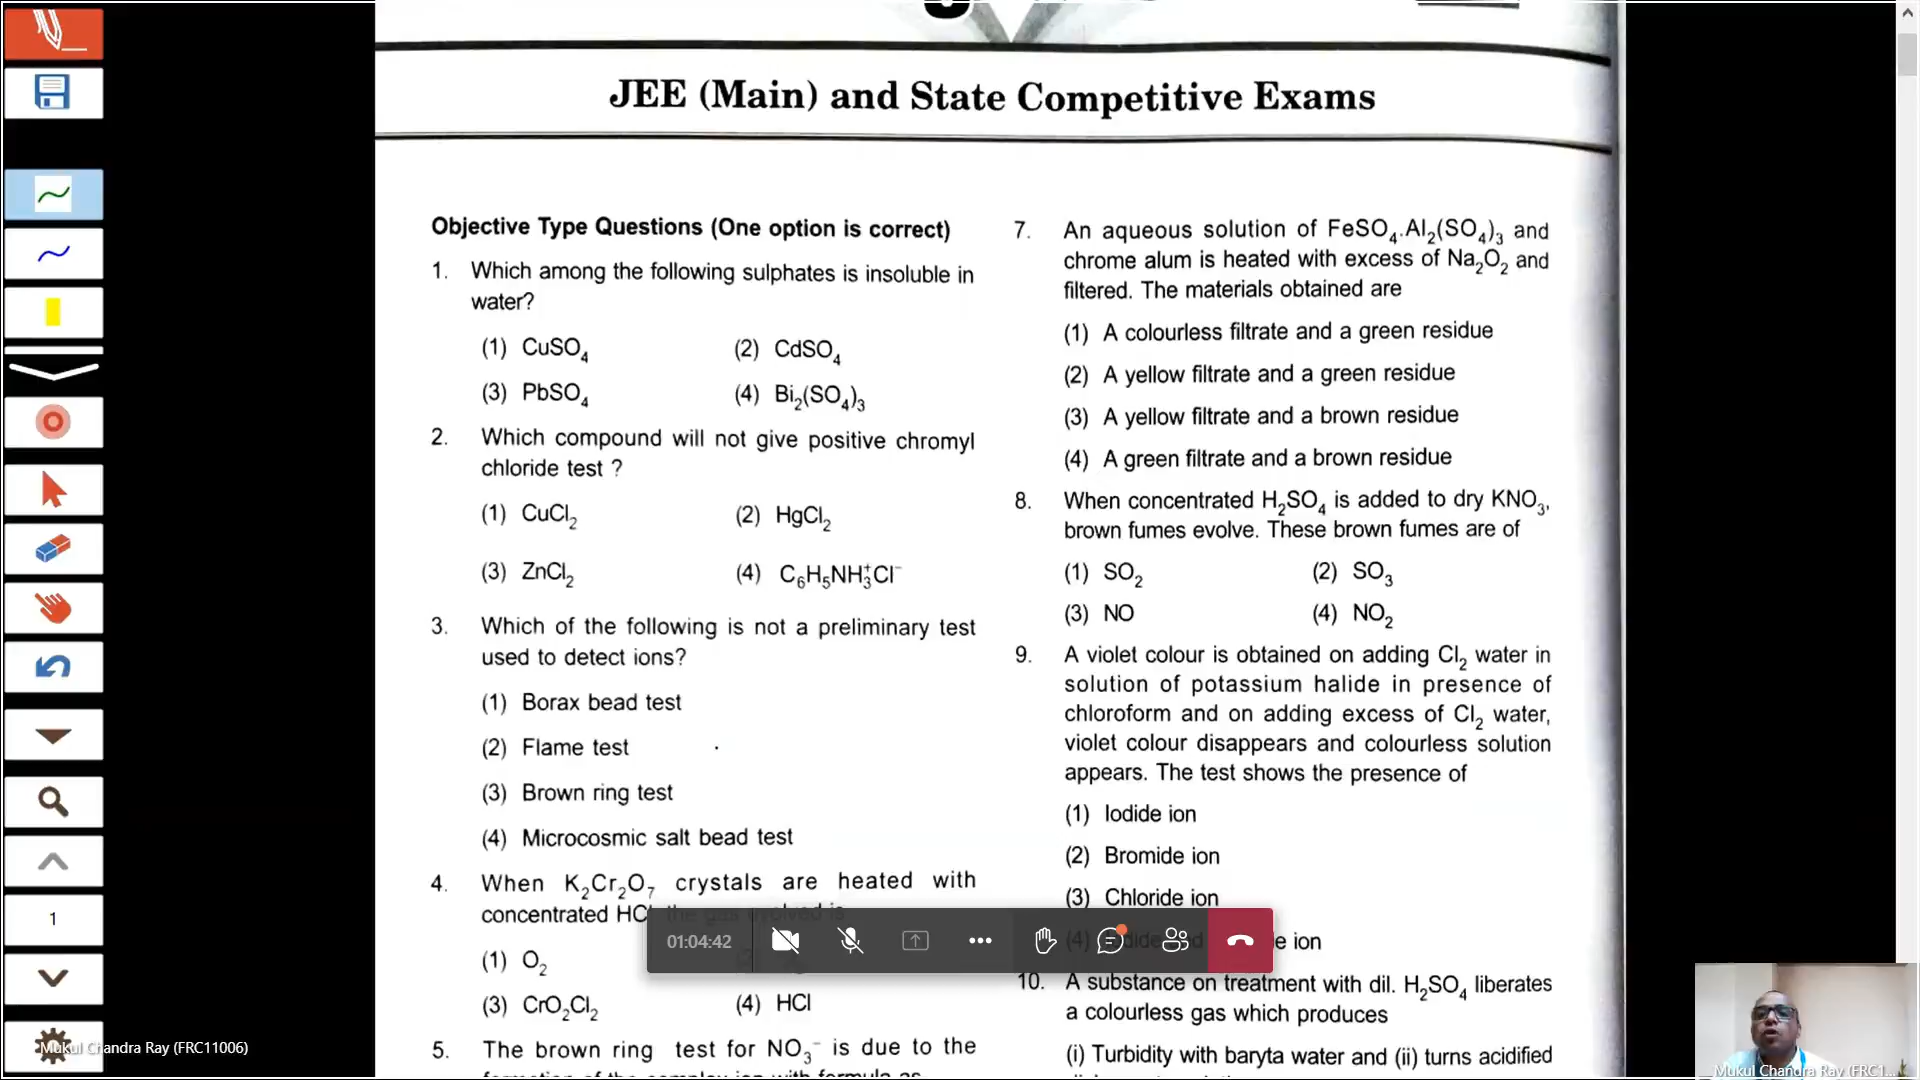 JEE (Main) and State Competitive Exams
Objective Type Questions (One option is correct)
1. Which among the following sulphates is insoluble in
water?
(1) CuSO₄ (2) CdSO₄
(3) PbSO₄ (4) Bi₂(SO₄)₃
2. Which compound will not give positive chromyl
chloride test ?
(1) CuCl₂ (2) HgCl₂
(3) ZnCl₂ (4) C₆H₅NH₃⁺Cl⁻
3. Which of the following is not a preliminary test
used to detect ions?
(1) Borax bead test
(2) Flame test
(3) Brown ring test
(4) Microcosmic salt bead test
4. When K₂Cr₂O₇ crystals are heated with
concentrated HCl the gas evolved is
(1) O₂
(3) CrO₂Cl₂ (4) HCl
5. The brown ring test for NO₃⁻ is due to the
7. An aqueous solution of FeSO₄.Al₂(SO₄)₃ and
chrome alum is heated with excess of Na₂O₂ and
filtered. The materials obtained are
(1) A colourless filtrate and a green residue
(2) A yellow filtrate and a green residue
(3) A yellow filtrate and a brown residue
(4) A green filtrate and a brown residue
8. When concentrated H₂SO₄ is added to dry KNO₃,
brown fumes evolve. These brown fumes are of
(1) SO₂ (2) SO₃
(3) NO (4) NO₂
9. A violet colour is obtained on adding Cl₂ water in
solution of potassium halide in presence of
chloroform and on adding excess of Cl₂ water,
violet colour disappears and colourless solution
appears. The test shows the presence of
(1) Iodide ion
(2) Bromide ion
(3) Chloride ion
(4) ion
10. A substance on treatment with dil. H₂SO₄ liberates
a colourless gas which produces
(i) Turbidity with baryta water and (ii) turns acidified
01:04:42
1
Mukul Chandra Ray (FRC11006)
Mukul Chandra Ray (FRC1...